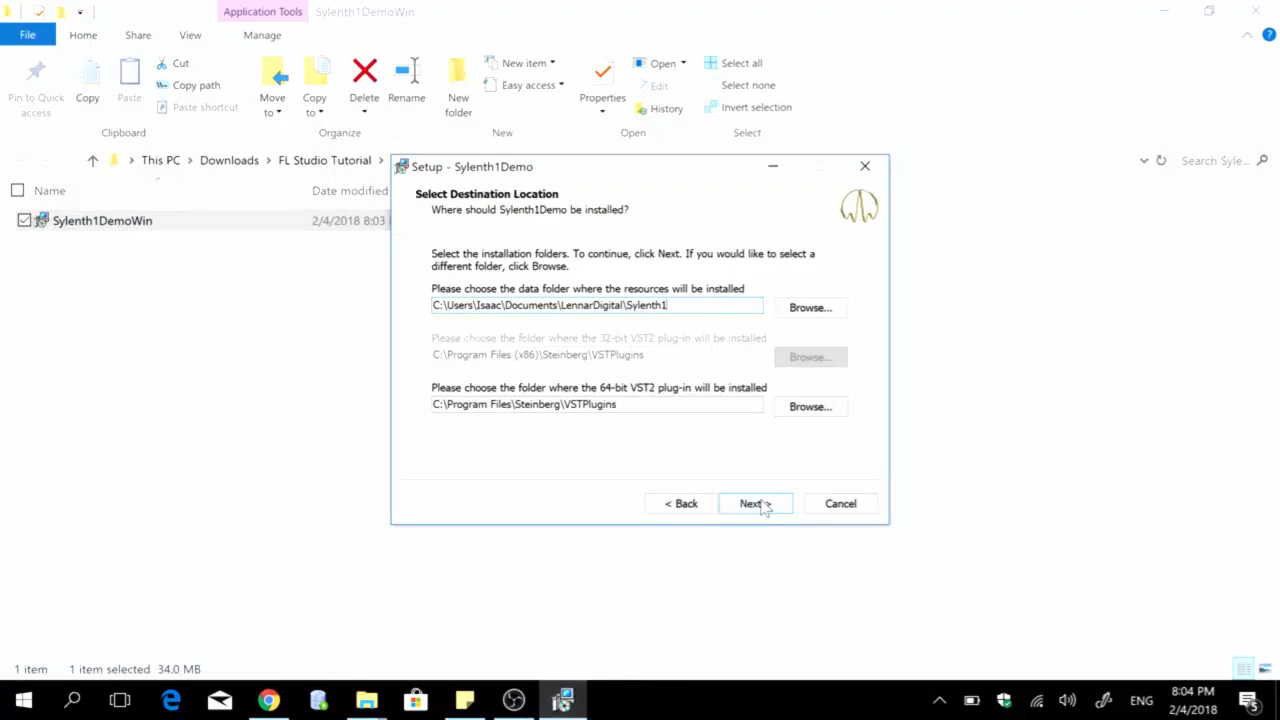 Application Tools
Sylenth1DemoWin
File
Home
Share
View
Manage
Pin to Quick access
Copy
Paste
Cut
Copy path
Paste shortcut
Clipboard
Move to
Copy to
Delete
Rename
Organize
New folder
New item
Easy access
New
Properties
Open
Edit
History
Open
Select all
Select none
Invert selection
Select
This PC > Downloads > FL Studio Tutorial >
Search Syle...
Name
Date modified
Sylenth1DemoWin
2/4/2018 8:03
Setup - Sylenth1Demo
Select Destination Location
Where should Sylenth1Demo be installed?
Select the installation folders. To continue, click Next. If you would like to select a
different folder, click Browse.
Please choose the data folder where the resources will be installed
C:\Users\Isaac\Documents\LennarDigital\Sylenth1
Browse...
Please choose the folder where the 32-bit VST2 plug-in will be installed
C:\Program Files (x86)\Steinberg\VSTPlugins
Browse...
Please choose the folder where the 64-bit VST2 plug-in will be installed
C:\Program Files\Steinberg\VSTPlugins
Browse...
< Back
Next >
Cancel
1 item
1 item selected 34.0 MB
ENG
8:04 PM
2/4/2018
5